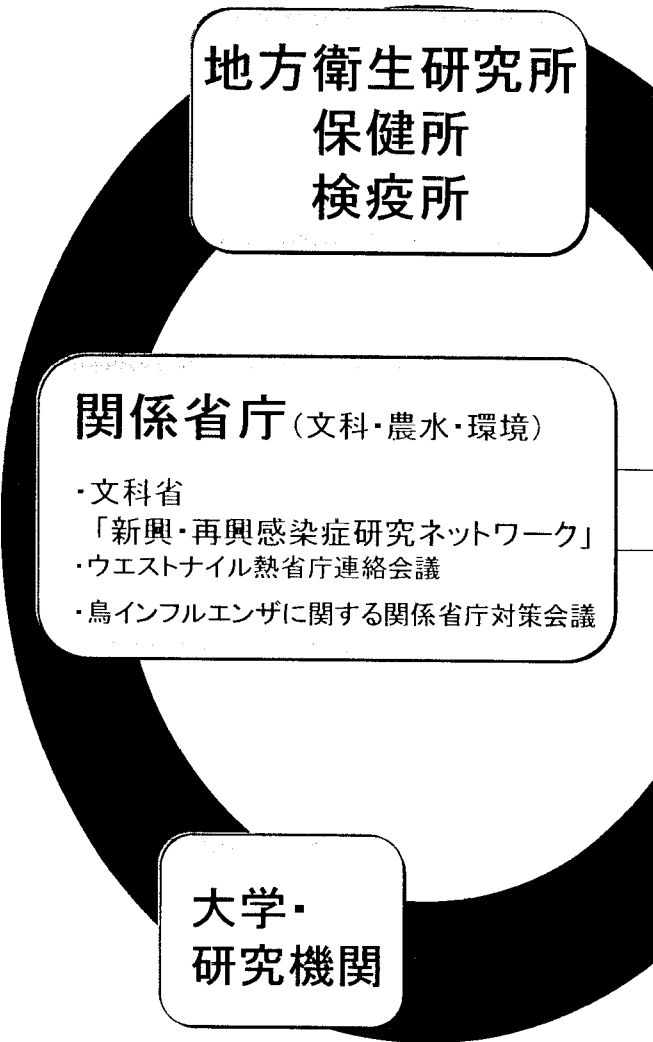 地方衛生研究所
保健所
検疫所
関係省庁(文科・農水・環境)
・文科省
「新興・再興感染症研究ネットワーク」
・ウエストナイル熱省庁連絡会議
・鳥インフルエンザに関する関係省庁対策会議
大学・
研究機関